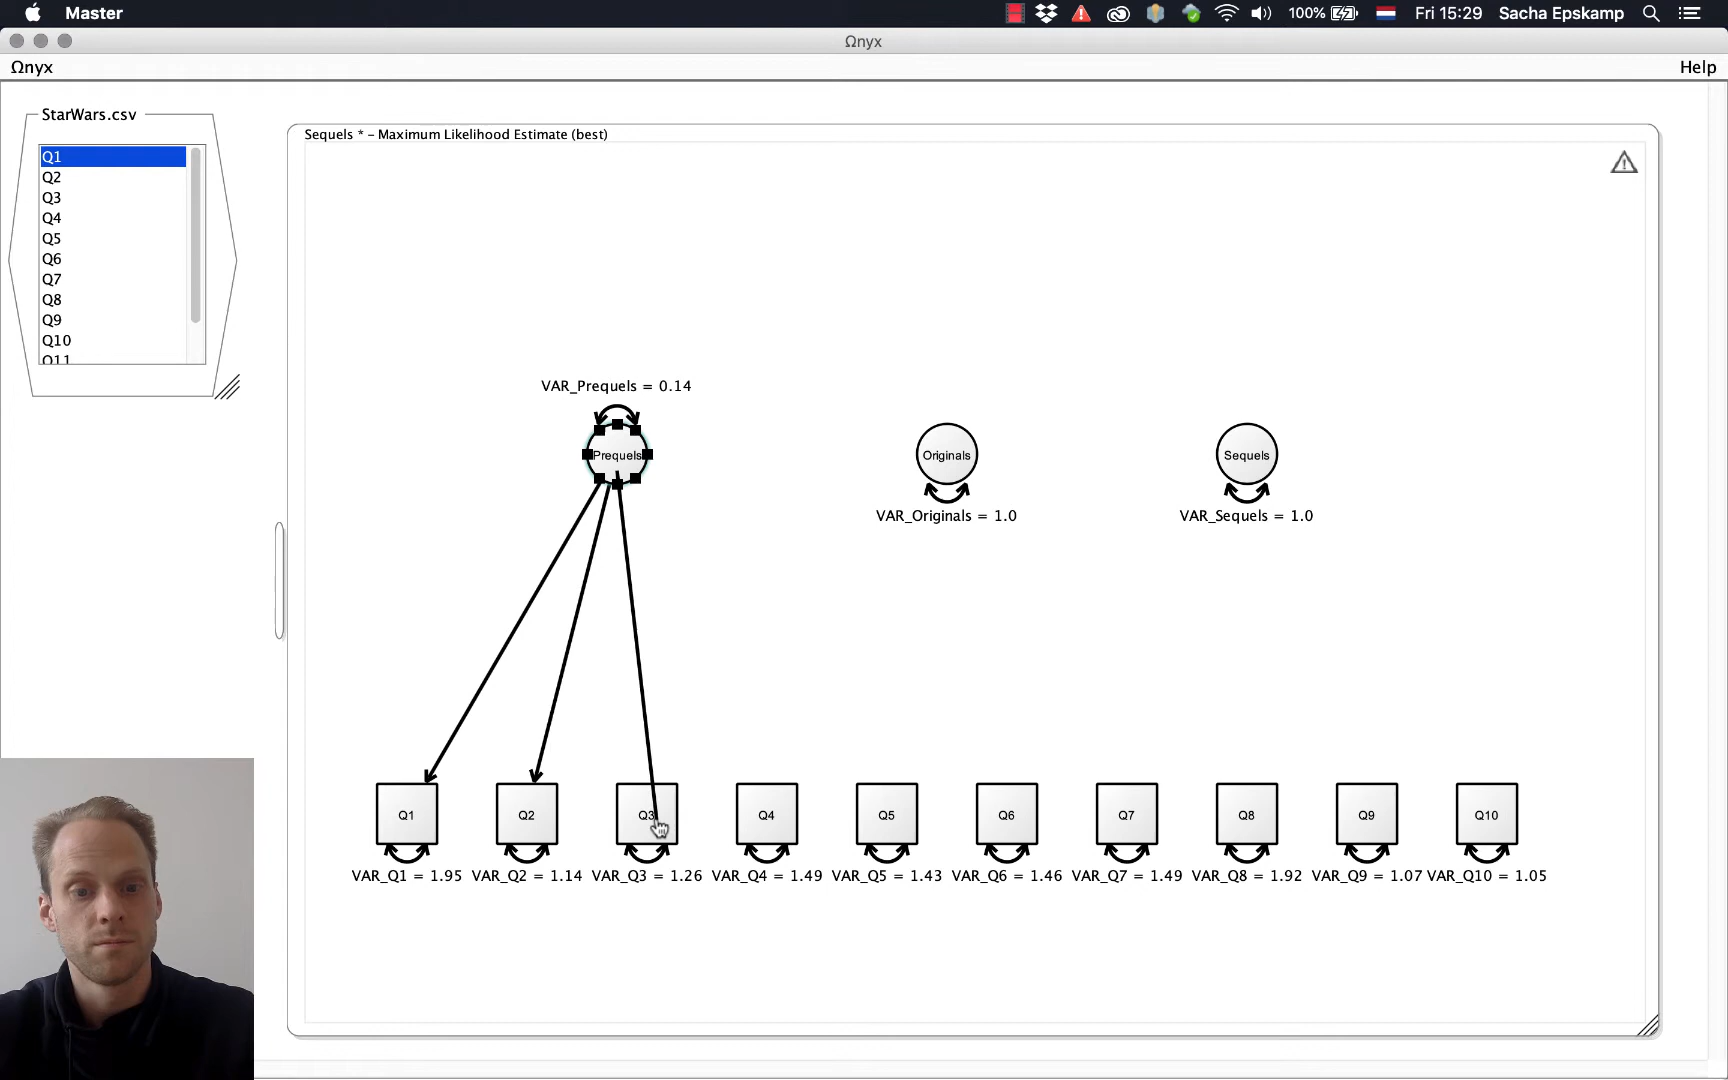 Master
100%
Fri 15:29
Sacha Epskamp
Ωnyx
Ωnyx
Help
StarWars.csv
Q1
Q2
Q3
Q4
Q5
Q6
Q7
Q8
Q9
Q10
Q11
Sequels * – Maximum Likelihood Estimate (best)
VAR_Prequels = 0.14
Prequels
Originals
Sequels
VAR_Originals = 1.0
VAR_Sequels = 1.0
Q1
Q2
Q3
Q4
Q5
Q6
Q7
Q8
Q9
Q10
VAR_Q1 = 1.95
VAR_Q2 = 1.14
VAR_Q3 = 1.26
VAR_Q4 = 1.49
VAR_Q5 = 1.43
VAR_Q6 = 1.46
VAR_Q7 = 1.49
VAR_Q8 = 1.92
VAR_Q9 = 1.07
VAR_Q10 = 1.05